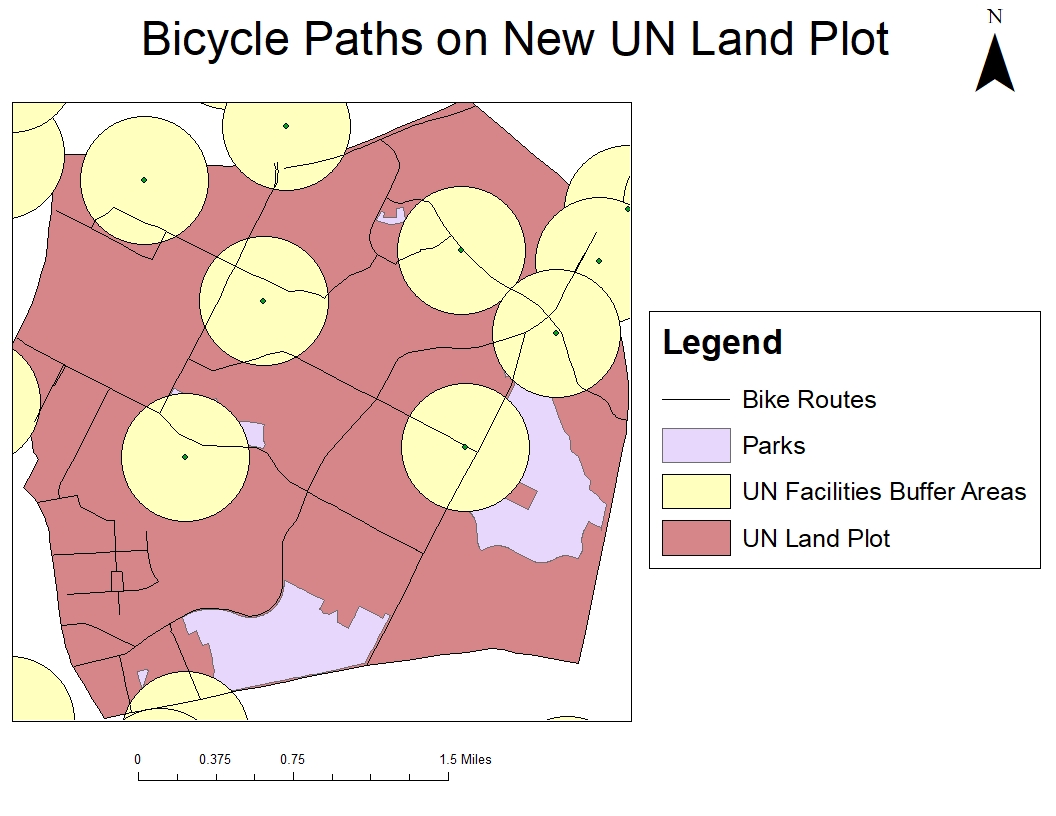 Bicycle Paths on New UN Land Plot
N
Legend
Bike Routes
Parks
UN Facilities Buffer Areas
UN Land Plot
0 0.375 0.75 1.5 Miles